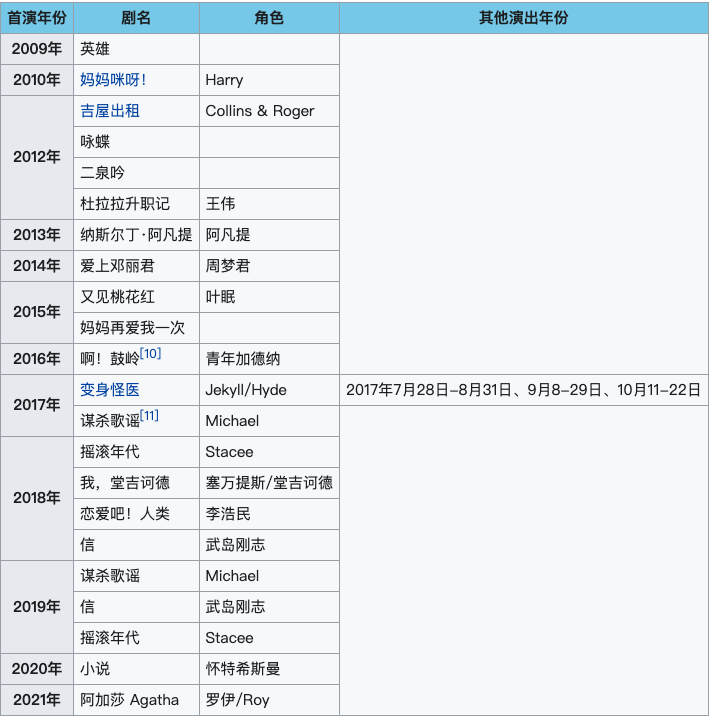 首演年份 剧名 角色 其他演出年份
2009年 英雄
2010年 妈妈咪呀！ Harry
2012年 吉屋出租 Collins & Roger
咏蝶
二泉吟
杜拉拉升职记 王伟
2013年 纳斯尔丁·阿凡提 阿凡提
2014年 爱上邓丽君 周梦君
2015年 又见桃花红 叶眠
妈妈再爱我一次
2016年 啊！鼓岭[10] 青年加德纳
2017年 变身怪医 Jekyll/Hyde 2017年7月28日–8月31日、9月8–29日、10月11–22日
谋杀歌谣[11] Michael
2018年 摇滚年代 Stacee
我，堂吉诃德 塞万提斯/堂吉诃德
恋爱吧！人类 李浩民
信 武岛刚志
2019年 谋杀歌谣 Michael
信 武岛刚志
摇滚年代 Stacee
2020年 小说 怀特希斯曼
2021年 阿加莎 Agatha 罗伊/Roy